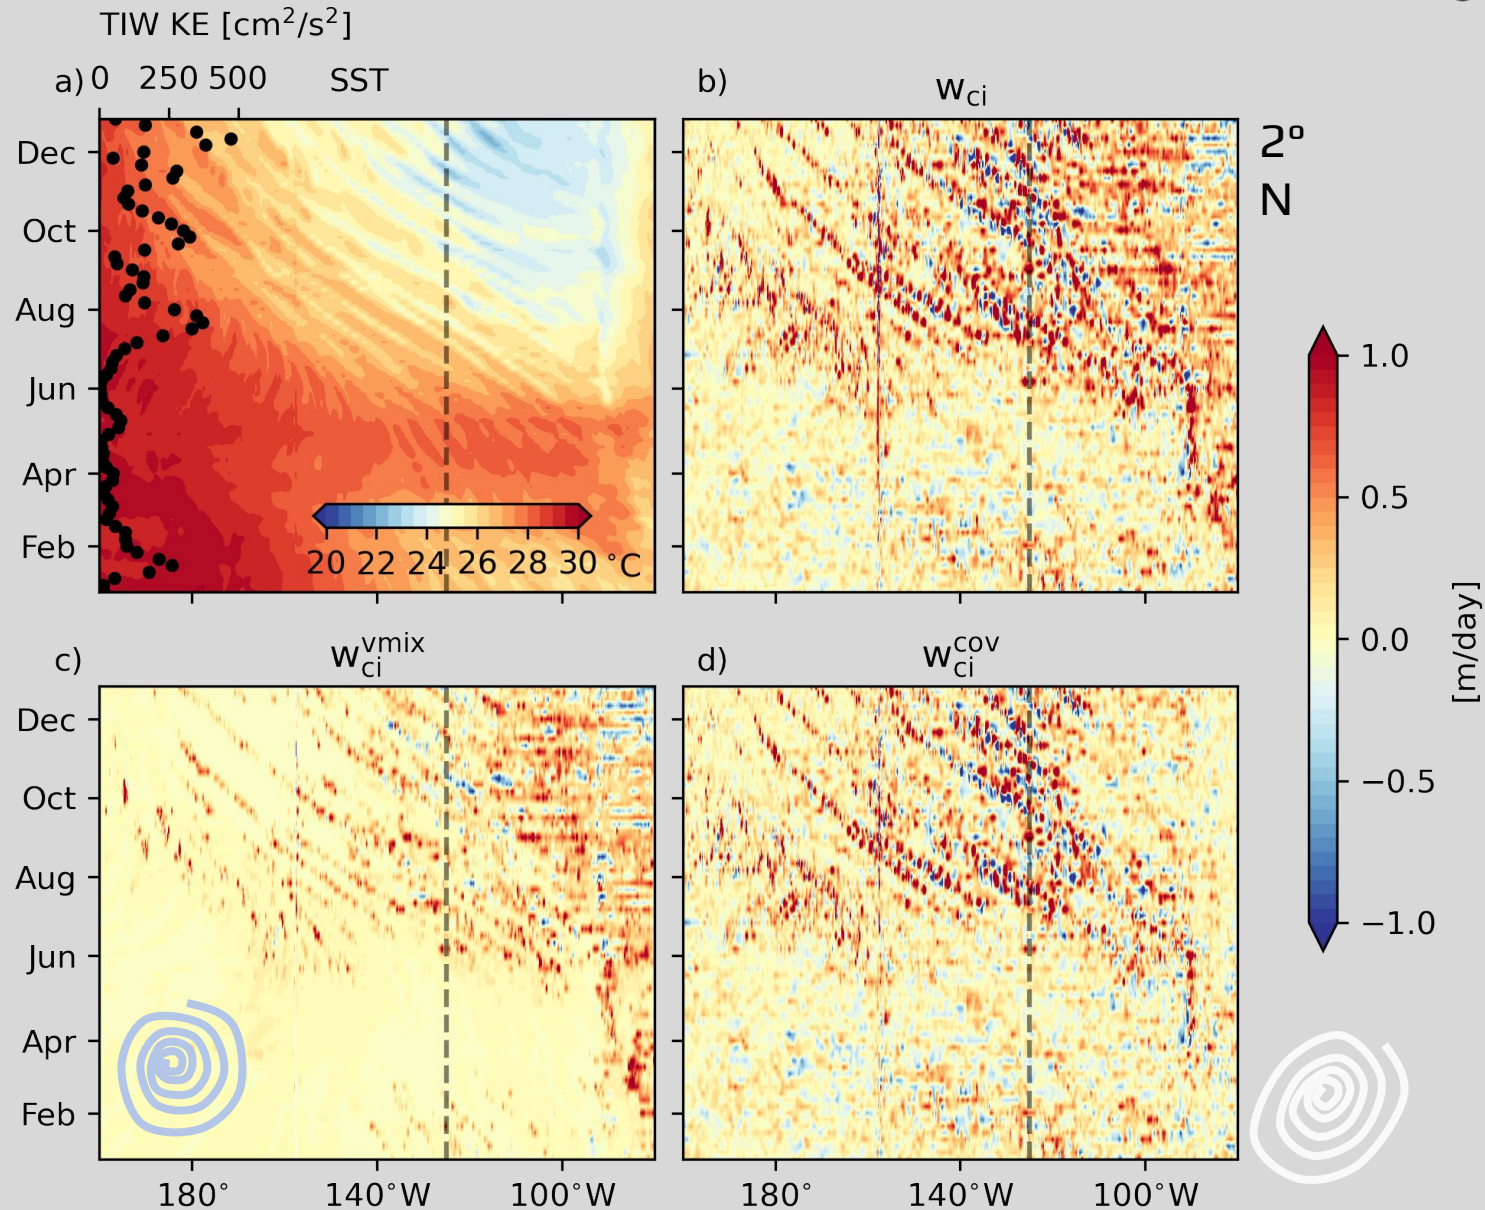 TIW KE [cm²/s²]
a) 0 250 500 SST
b) w_ci
2º
N
Dec
Oct
Aug
Jun
Apr
Feb
20 22 24 26 28 30 °C
1.0
0.5
0.0
−0.5
−1.0
[m/day]
c) w_ci^vmix
d) w_ci^cov
Dec
Oct
Aug
Jun
Apr
Feb
180° 140°W 100°W
180° 140°W 100°W